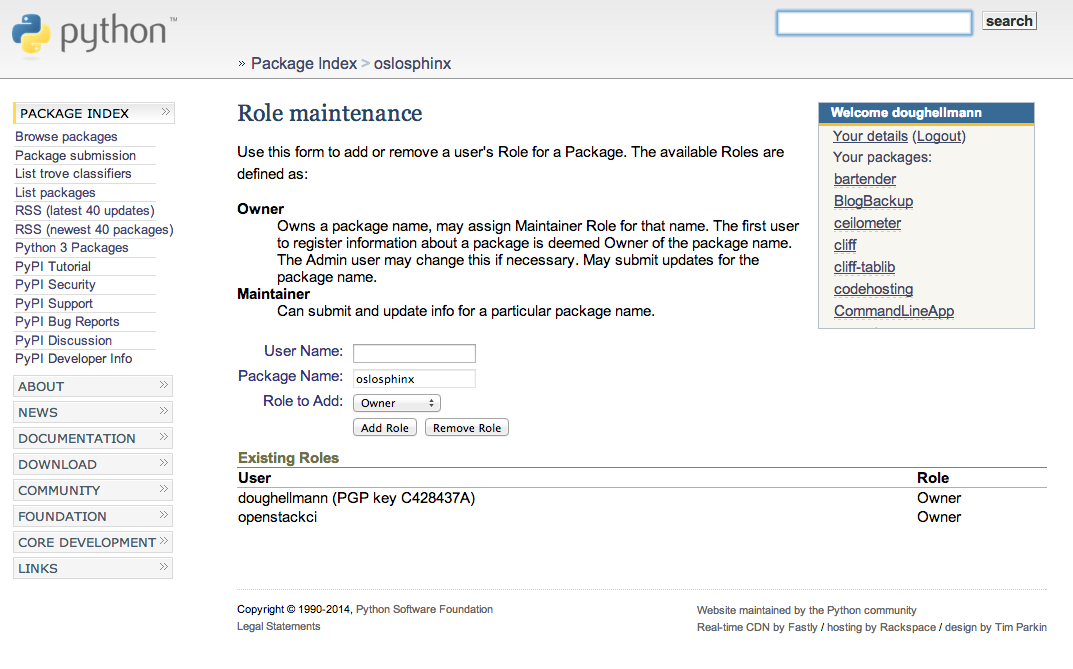 python™
search
» Package Index > oslosphinx
PACKAGE INDEX »
Browse packages
Package submission
List trove classifiers
List packages
RSS (latest 40 updates)
RSS (newest 40 packages)
Python 3 Packages
PyPI Tutorial
PyPI Security
PyPI Support
PyPI Bug Reports
PyPI Discussion
PyPI Developer Info
ABOUT »
NEWS »
DOCUMENTATION »
DOWNLOAD »
COMMUNITY »
FOUNDATION »
CORE DEVELOPMENT »
LINKS »
Role maintenance
Use this form to add or remove a user's Role for a Package. The available Roles are
defined as:
Owner
Owns a package name, may assign Maintainer Role for that name. The first user
to register information about a package is deemed Owner of the package name.
The Admin user may change this if necessary. May submit updates for the
package name.
Maintainer
Can submit and update info for a particular package name.
User Name:
Package Name: oslosphinx
Role to Add: Owner
Add Role Remove Role
Existing Roles
User Role
doughellmann (PGP key C428437A) Owner
openstackci Owner
Welcome doughellmann
Your details (Logout)
Your packages:
bartender
BlogBackup
ceilometer
cliff
cliff-tablib
codehosting
CommandLineApp
Copyright © 1990-2014, Python Software Foundation
Legal Statements
Website maintained by the Python community
Real-time CDN by Fastly / hosting by Rackspace / design by Tim Parkin